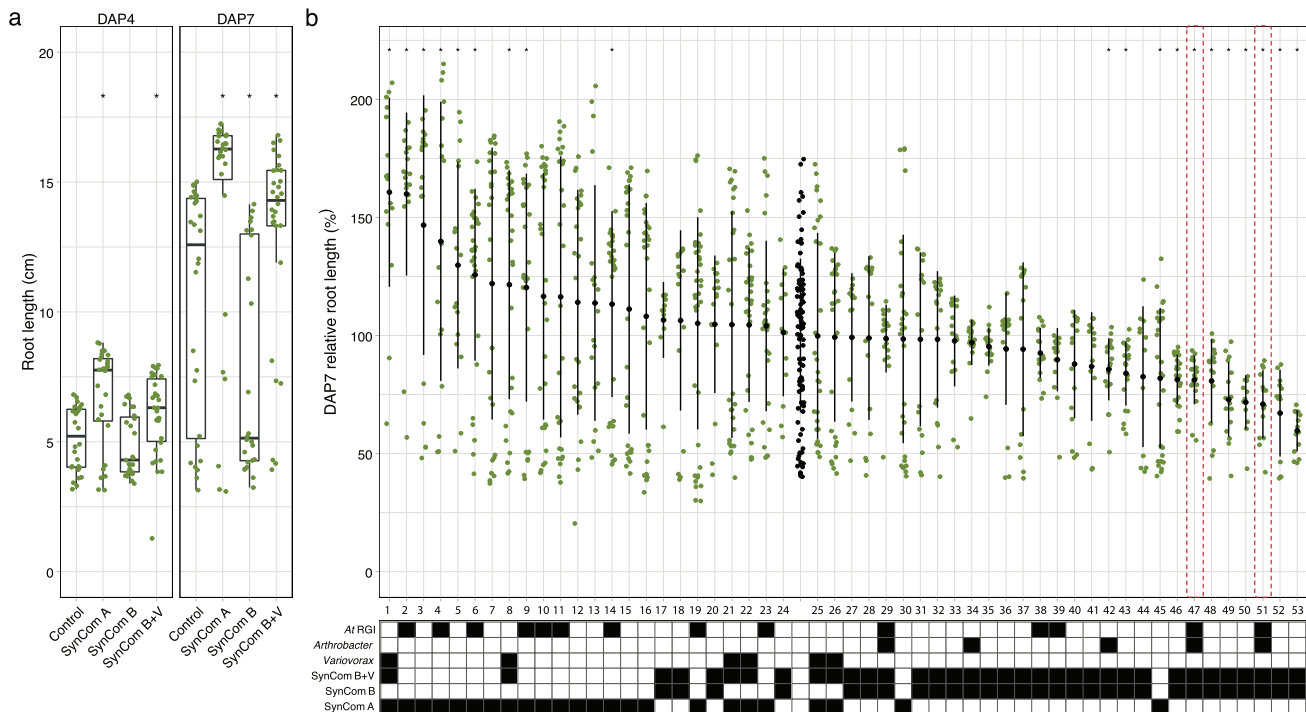 a
DAP4 DAP7
b
Root length (cm)
20
15
10
5
0
* * * * *
Control SynCom A SynCom B SynCom B+V Control SynCom A SynCom B SynCom B+V
DAP7 relative root length (%)
200
150
100
50
0
* * * * * * * * * * * * * * * * * * *
1 2 3 4 5 6 7 8 9 10 11 12 13 14 15 16 17 18 19 20 21 22 23 24 25 26 27 28 29 30 31 32 33 34 35 36 37 38 39 40 41 42 43 44 45 46 47 48 49 50 51 52 53
At RGI
Arthrobacter
Variovorax
SynCom B+V
SynCom B
SynCom A